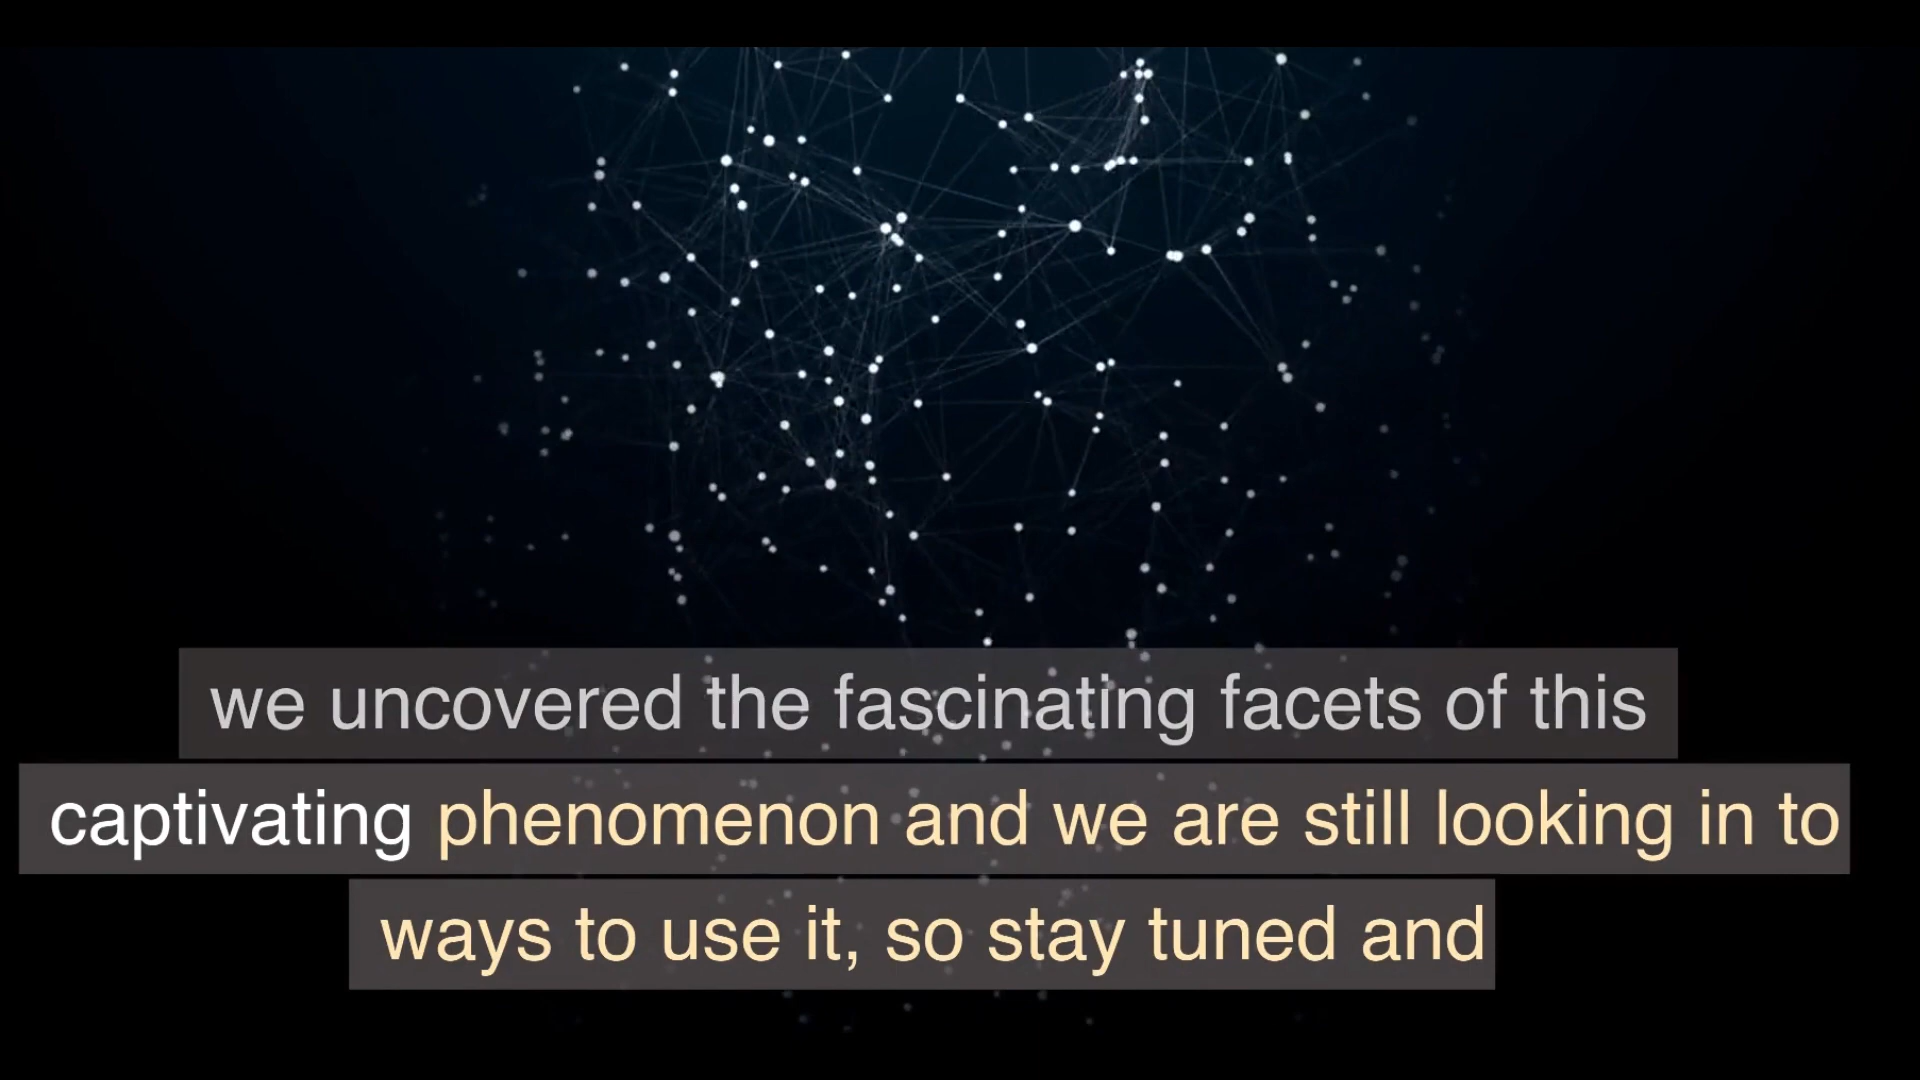 we uncovered the fascinating facets of this
captivating phenomenon and we are still looking in to
ways to use it, so stay tuned and